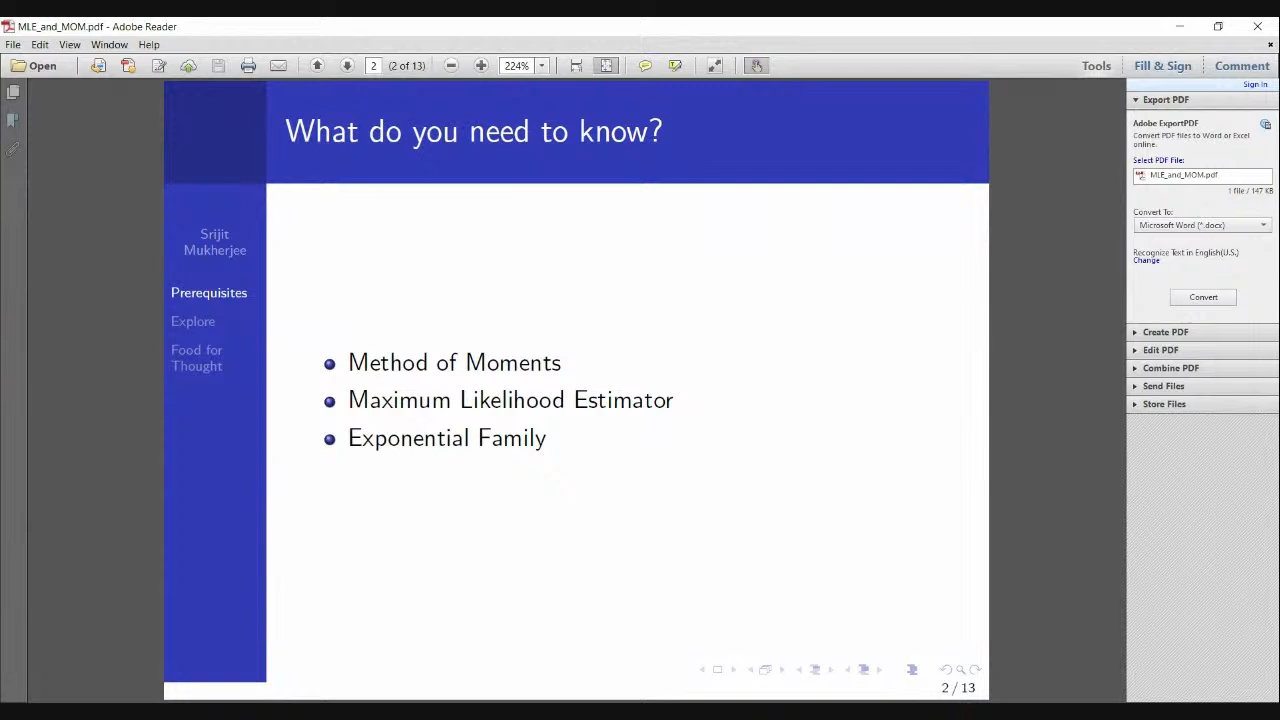 MLE_and_MOM.pdf - Adobe Reader
File Edit View Window Help
Open 2 (2 of 13) 224% Tools Fill & Sign Comment
Sign In
What do you need to know?
Srijit
Mukherjee
Prerequisites
Explore
Food for
Thought
Method of Moments
Maximum Likelihood Estimator
Exponential Family
2 / 13
Export PDF
Adobe ExportPDF
Convert PDF files to Word or Excel
online.
Select PDF File:
MLE_and_MOM.pdf
1 file / 147 KB
Convert To:
Microsoft Word (*.docx)
Recognize Text in English(U.S.)
Change
Convert
Create PDF
Edit PDF
Combine PDF
Send Files
Store Files